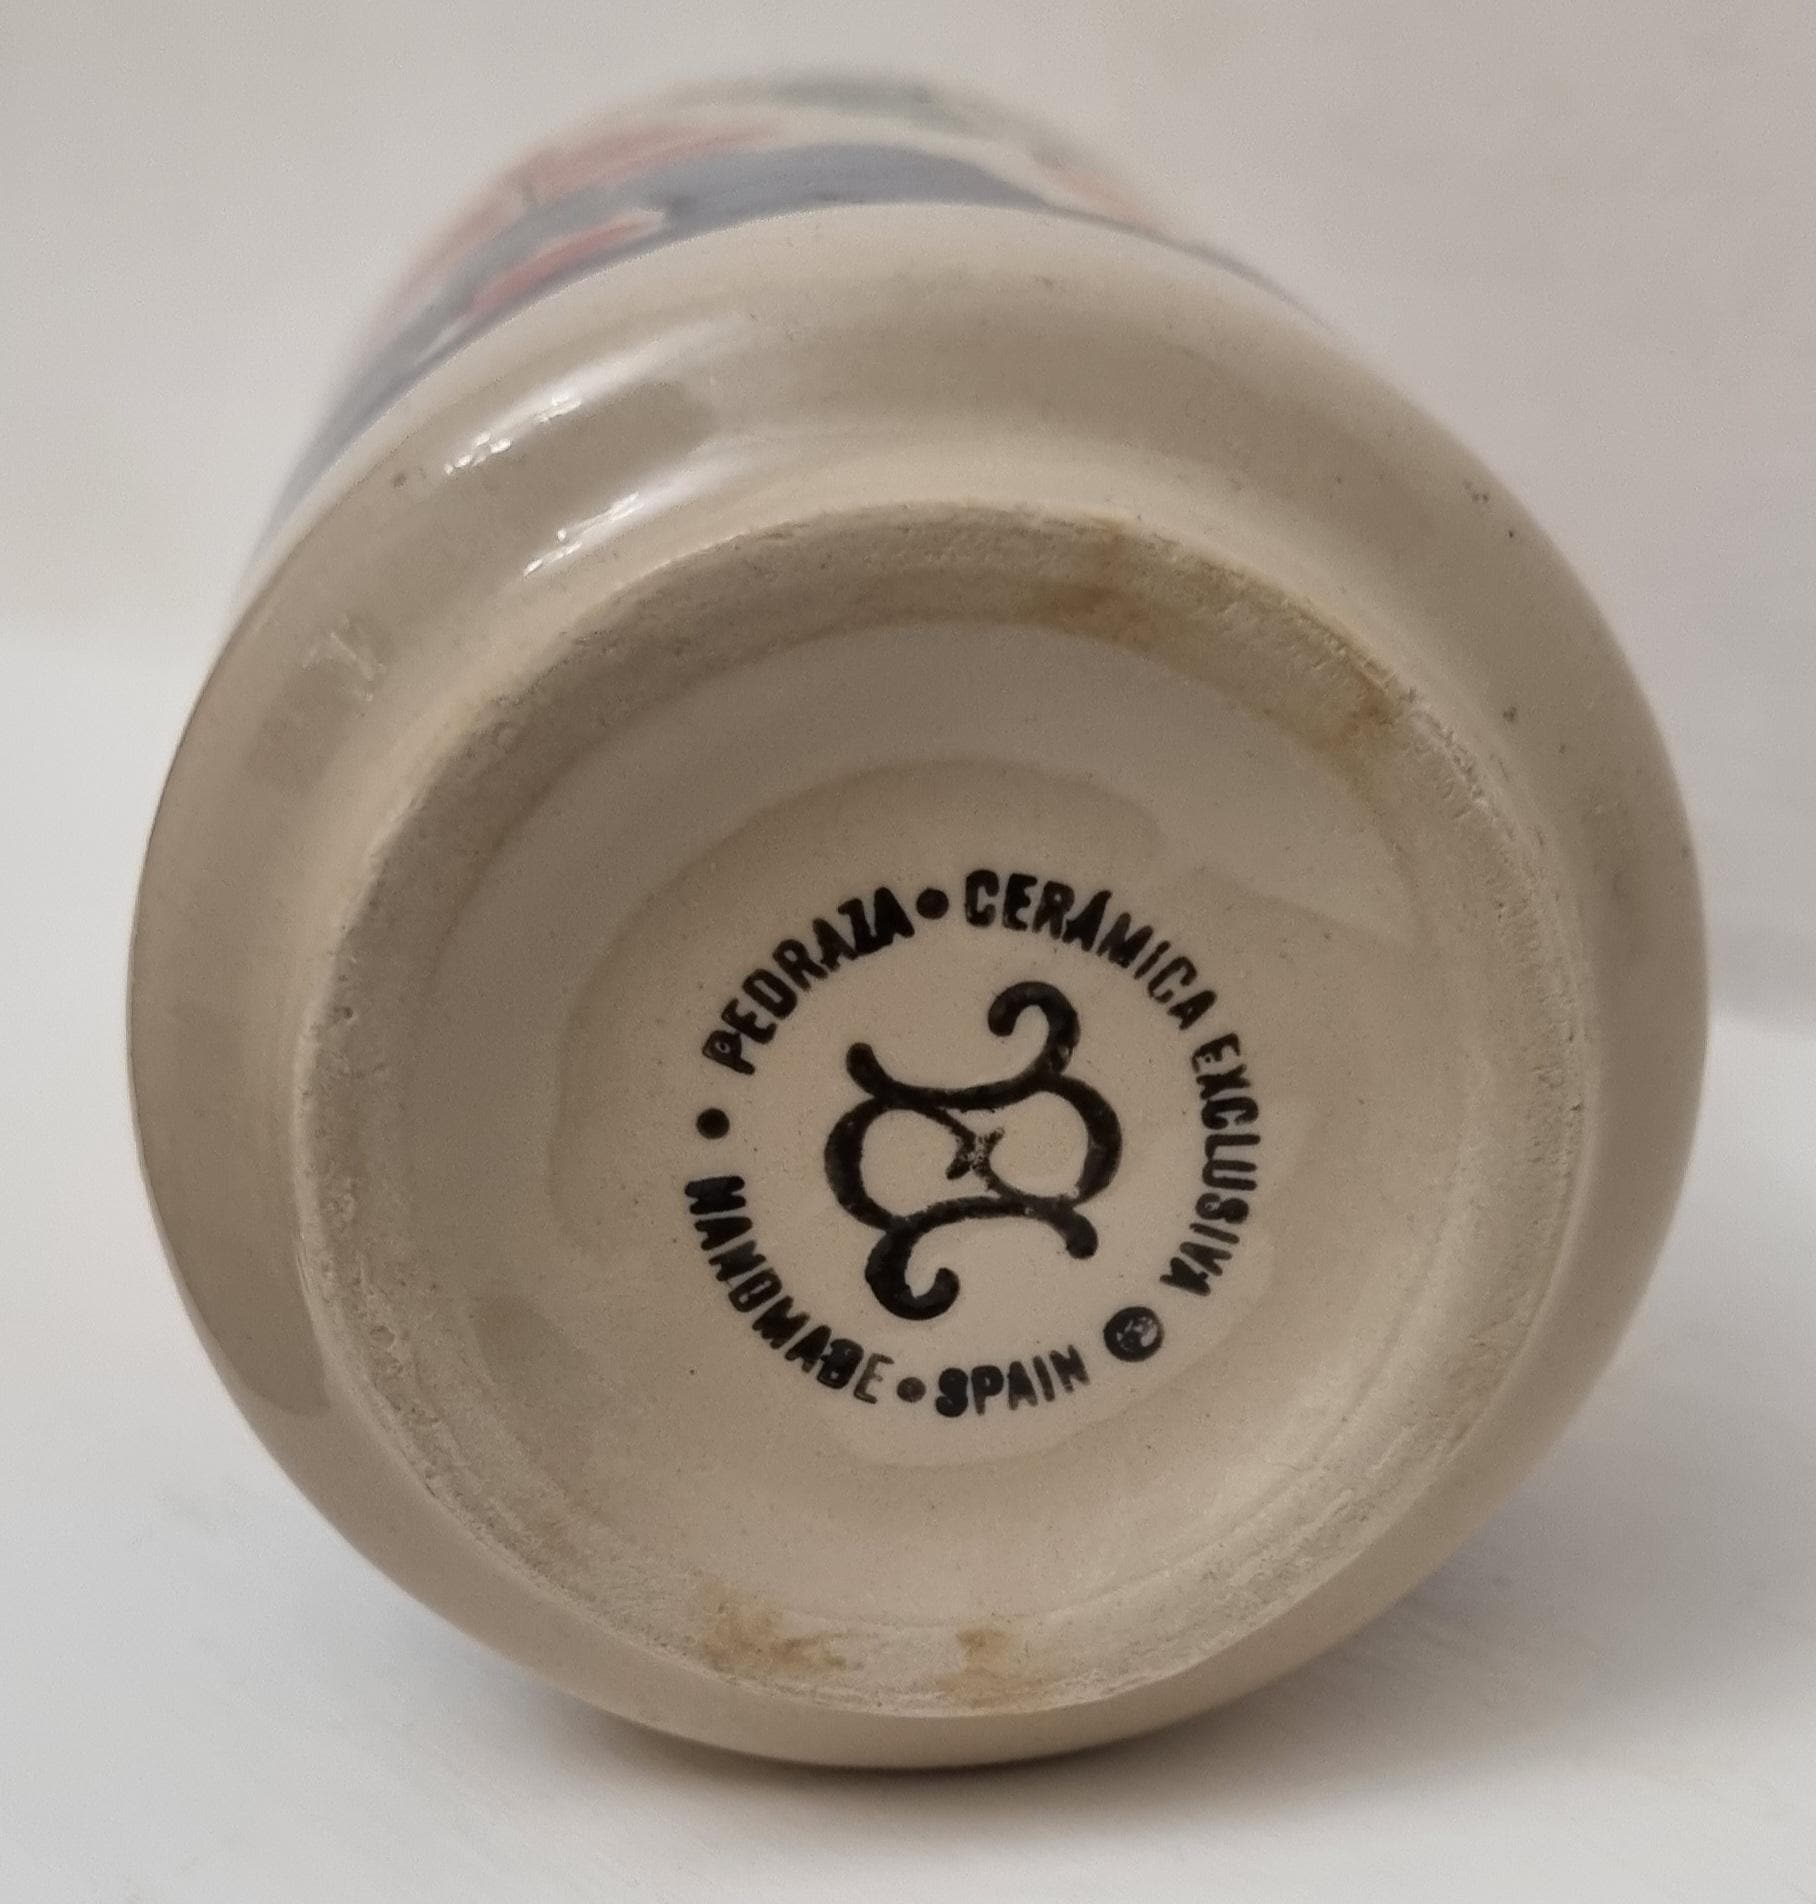 PEDRAZA • CERÁMICA EXCLUSIVA © SPAIN • HANDMADE •